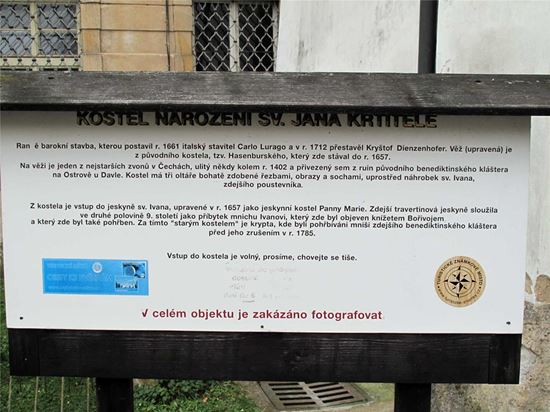 KOSTEL NAROZENÍ SV. JANA KŘTITELE
Ran ě barokní stavba, kterou postavil r. 1661 italský stavitel Carlo Lurago a v r. 1712 přestavěl Kryštof Dienzenhofer. Věž (upravená) je
z původního kostela, tzv. Hasenburského, který zde stával do r. 1657.
Na věži je jeden z nejstarších zvonů v Čechách, ulitý někdy kolem r. 1402 a přivezený sem z ruin původního benediktinského kláštera
na Ostrově u Davle. Kostel má tři oltáře bohatě zdobené řezbami, obrazy a sochami, uprostřed náhrobek sv. Ivana,
zdejšího poustevníka.
Z kostela je vstup do jeskyně sv. Ivana, upravené v r. 1657 jako jeskynní kostel Panny Marie. Zdejší travertinová jeskyně sloužila
ve druhé polovině 9. století jako příbytek mnichu Ivanovi, který zde byl objeven knížetem Bořivojem
a který zde byl také pohřben. Za tímto "starým kostelem" je krypta, kde byli pohřbíváni mniši zdejšího benediktinského kláštera
před jeho zrušením v r. 1785.
Vstup do kostela je volný, prosíme, chovejte se tiše.
TURISTICKÉ ZNÁMKOVÉ MÍSTO
V celém objektu je zakázáno fotografovat